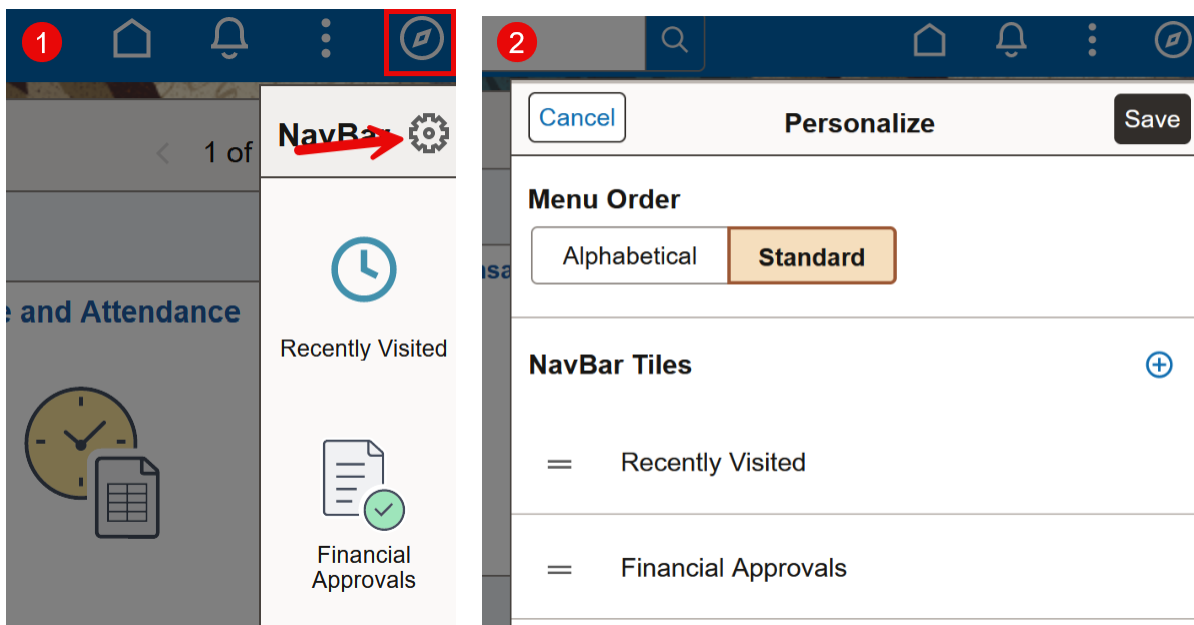 1
NavBar
1 of
Recently Visited
and Attendance
Financial
Approvals
2
Cancel
Personalize
Save
Menu Order
Alphabetical
Standard
NavBar Tiles
Recently Visited
Financial Approvals